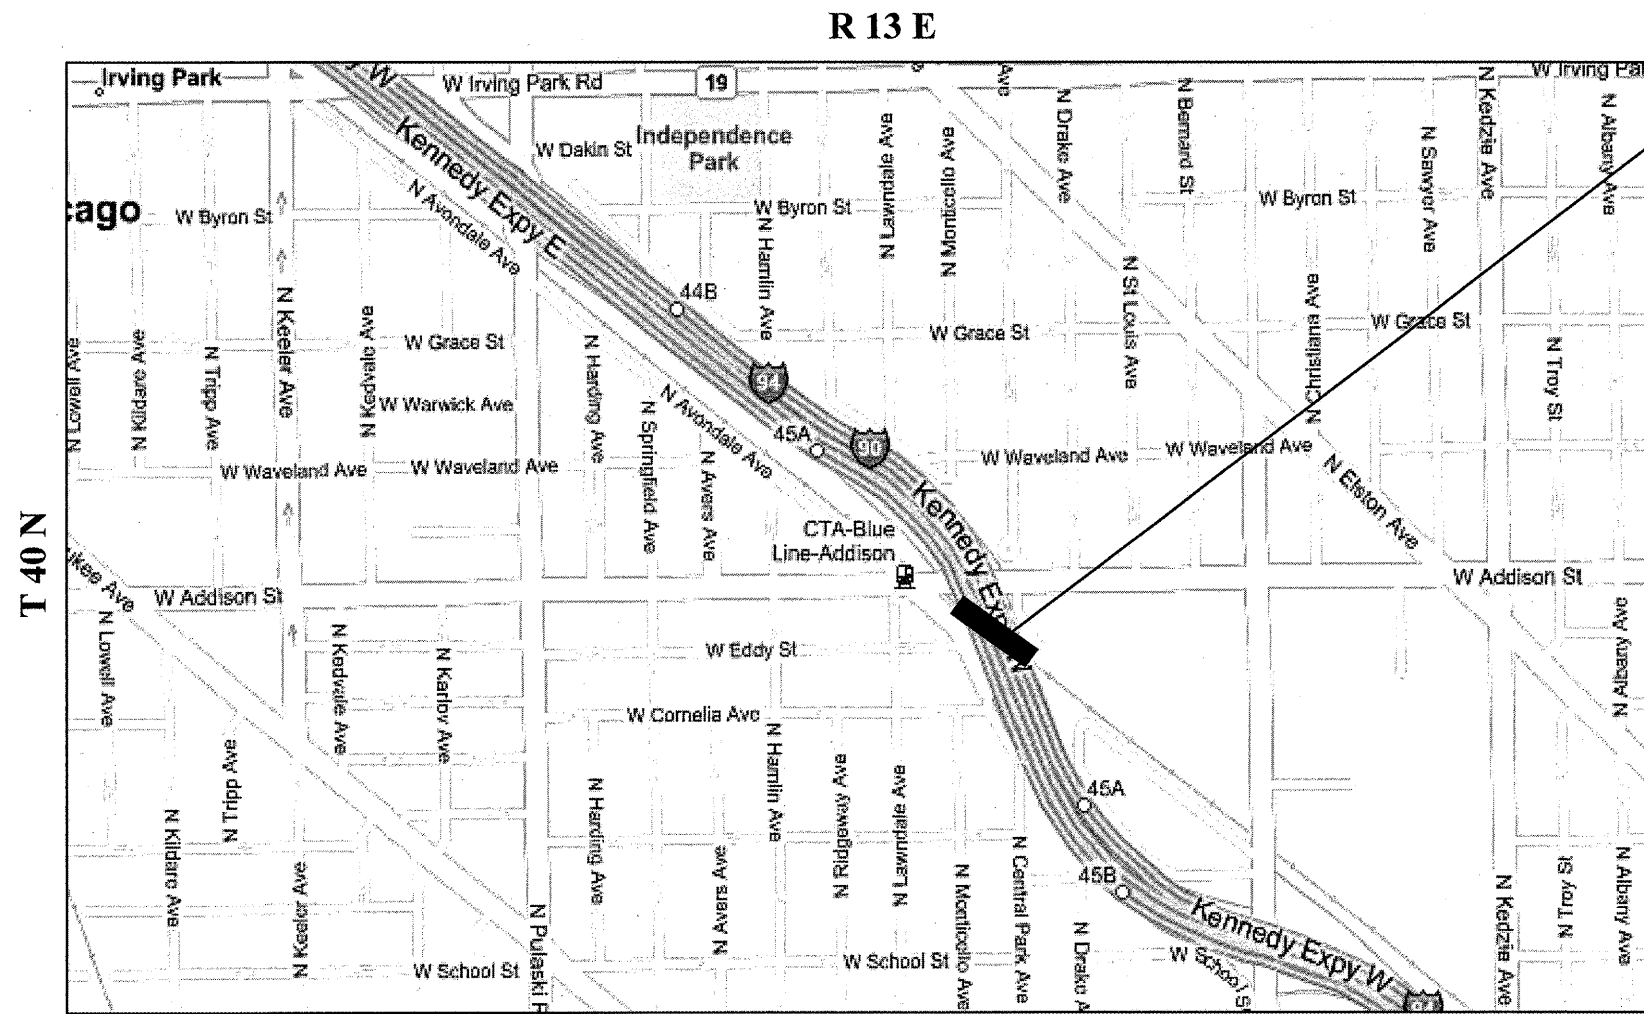 R 13 E
T 40 N
Irving Park
W Irving Park Rd
19
Independence
Park
W Dakin St
Kennedy Expy E
N Avondale Ave
W Byron St
W Byron St
W Byron St
N Lawndale Ave
N Monticello Ave
Ave
N Drake Ave
N Bernard St
N Sawyer Ave
N Kedzie Ave
N Albany Ave
N Hamlin Ave
N St Louis Ave
N Christiana Ave
N Troy St
44B
N Lowell Ave
N Kildare Ave
N Tripp Ave
N Keeler Ave
N Keeler Ave
N Kedvale Ave
W Grace St
W Grace St
W Grace St
W Warwick Ave
N Harding Ave
N Springfield Ave
N Avers Ave
N Avondale Ave
94
45A
90
W Waveland Ave
W Waveland Ave
W Waveland Ave
W Waveland Ave
N Elston Ave
Kennedy
CTA-Blue
Line-Addison
W Addison St
W Addison St
N Lowell Ave
N Kedvale Ave
N Karlov Ave
W Eddy St
W Cornelia Ave
N Albany Ave
N Tripp Ave
N Kildare Ave
N Harding Ave
N Hamlin Ave
N Avers Ave
N Ridgeway Ave
N Lawndale Ave
N Monticello Ave
N Central Park Ave
45A
45B
Kennedy Expy W
N Pulaski
W School St
W School St
W School
N Kedzie Ave
N Troy St
N Albany Ave